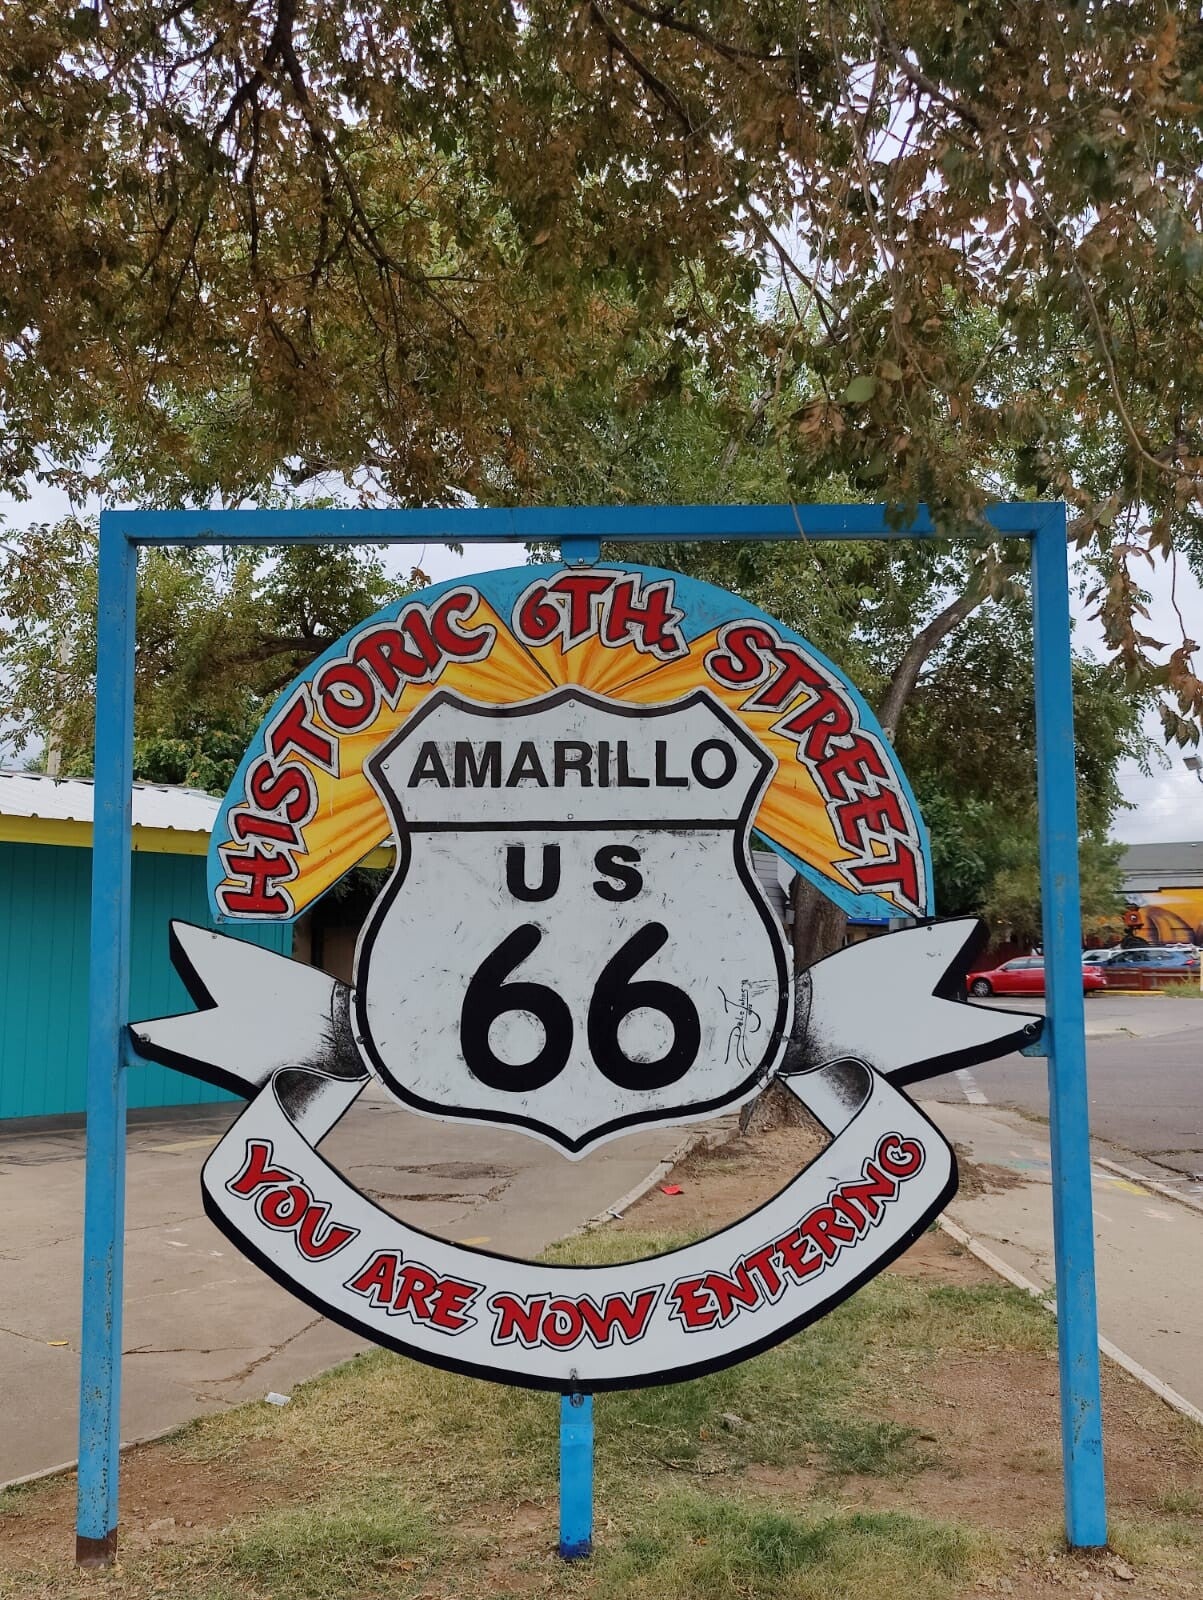 HISTORIC 6TH. STREET
AMARILLO
US
66
YOU ARE NOW ENTERING